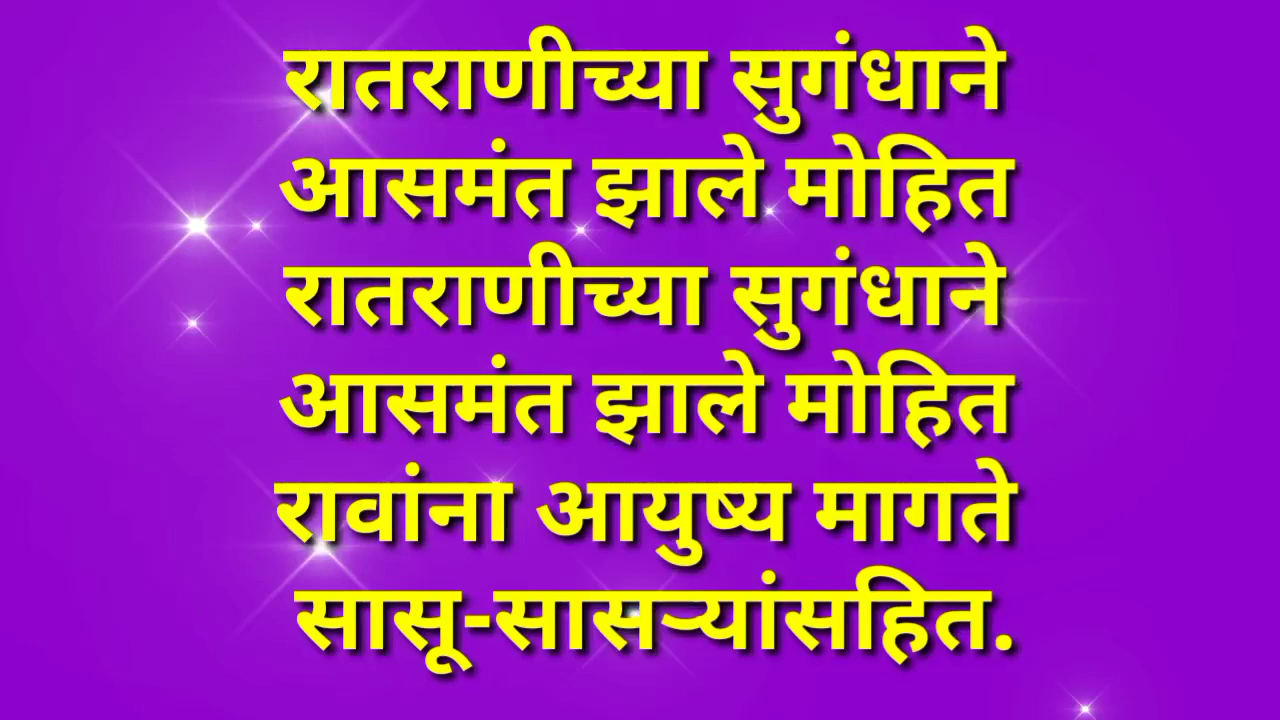 रातराणीच्या सुगंधाने
आसमंत झाले मोहित
रातराणीच्या सुगंधाने
आसमंत झाले मोहित
रावांना आयुष्य मागते
सासू-सासऱ्यांसहित.